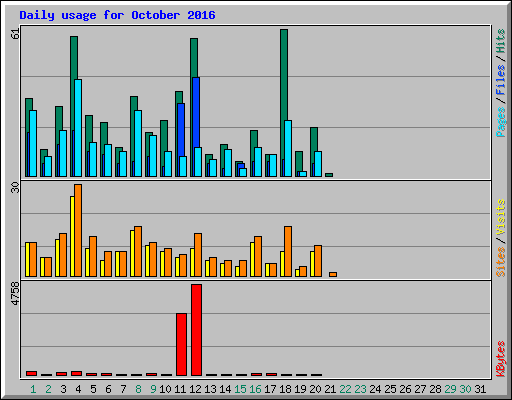 Daily usage for October 2016
61
Pages / Files / Hits
30
Sites / Visits
4758
KBytes
1 2 3 4 5 6 7 8 9 10 11 12 13 14 15 16 17 18 19 20 21 22 23 24 25 26 27 28 29 30 31